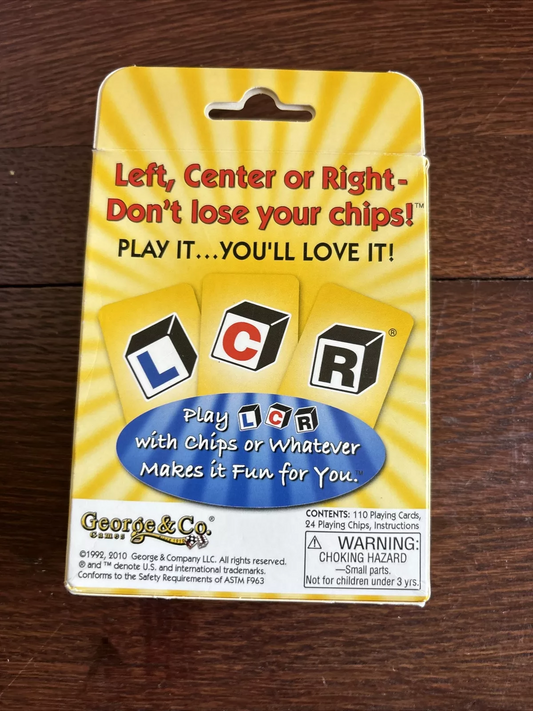 Left, Center or Right-
Don't lose your chips!™
PLAY IT...YOU'LL LOVE IT!
L C R ®
Play L C R
with Chips or Whatever
Makes it Fun for You.™
George & Co.®
Games
©1992, 2010 George & Company LLC. All rights reserved.
® and ™ denote U.S. and international trademarks.
Conforms to the Safety Requirements of ASTM F963
CONTENTS: 110 Playing Cards,
24 Playing Chips, Instructions
⚠ WARNING:
CHOKING HAZARD
—Small parts.
Not for children under 3 yrs.